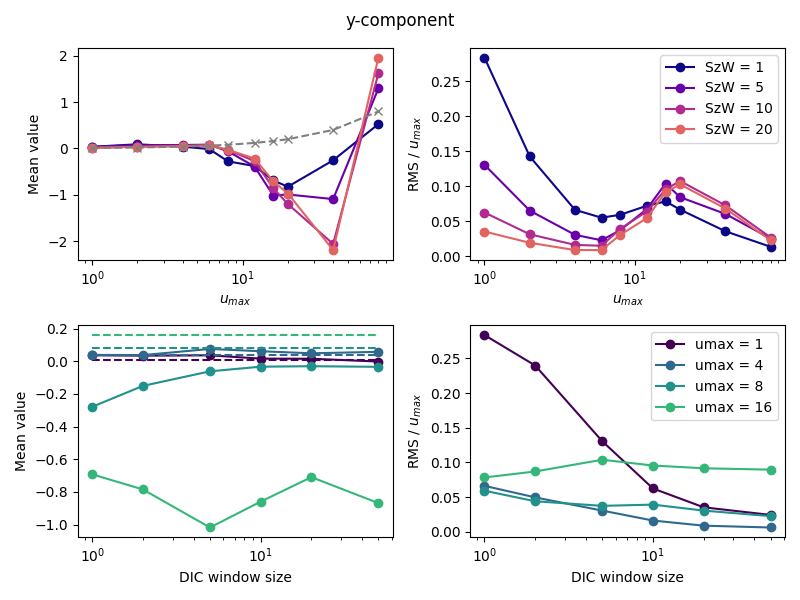 y-component
Mean value
2
1
0
−1
−2
10⁰
10¹
u_max
RMS / u_max
0.25
0.20
0.15
0.10
0.05
0.00
10⁰
10¹
u_max
SzW = 1
SzW = 5
SzW = 10
SzW = 20
Mean value
0.2
0.0
−0.2
−0.4
−0.6
−0.8
−1.0
10⁰
10¹
DIC window size
RMS / u_max
0.25
0.20
0.15
0.10
0.05
0.00
10⁰
10¹
DIC window size
umax = 1
umax = 4
umax = 8
umax = 16